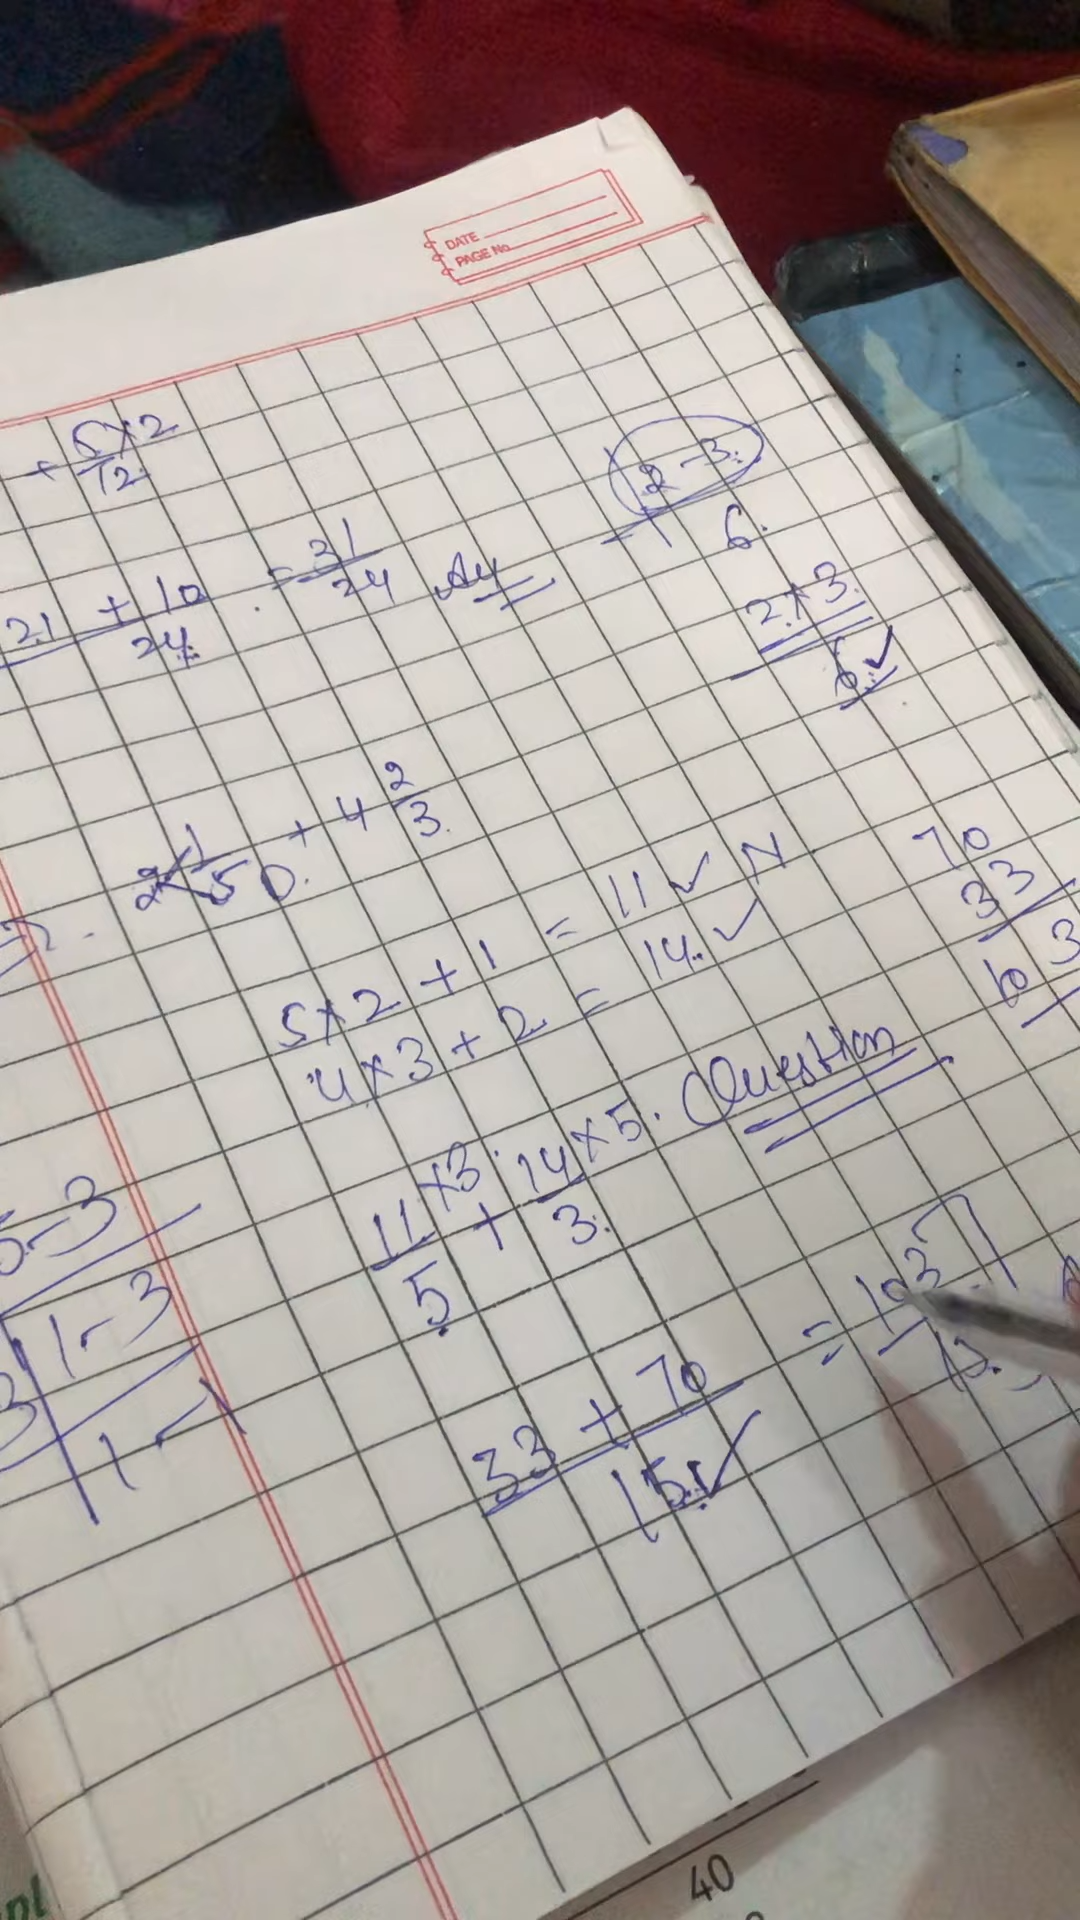 DATE
PAGE No.
+ 5×2/12
21 + 10/24 = 31/24
2-3
6
2×3
6 ✓
2 1/5 + 4 2/3
5×2 + 1 = 11 ✓ N
4×3 + 2 = 14 ✓
70
33
103
Question
11×3/5 + 14×5/3
5-3
3 1-3
1-1
33 + 70/15 ✓ = 103/15
40